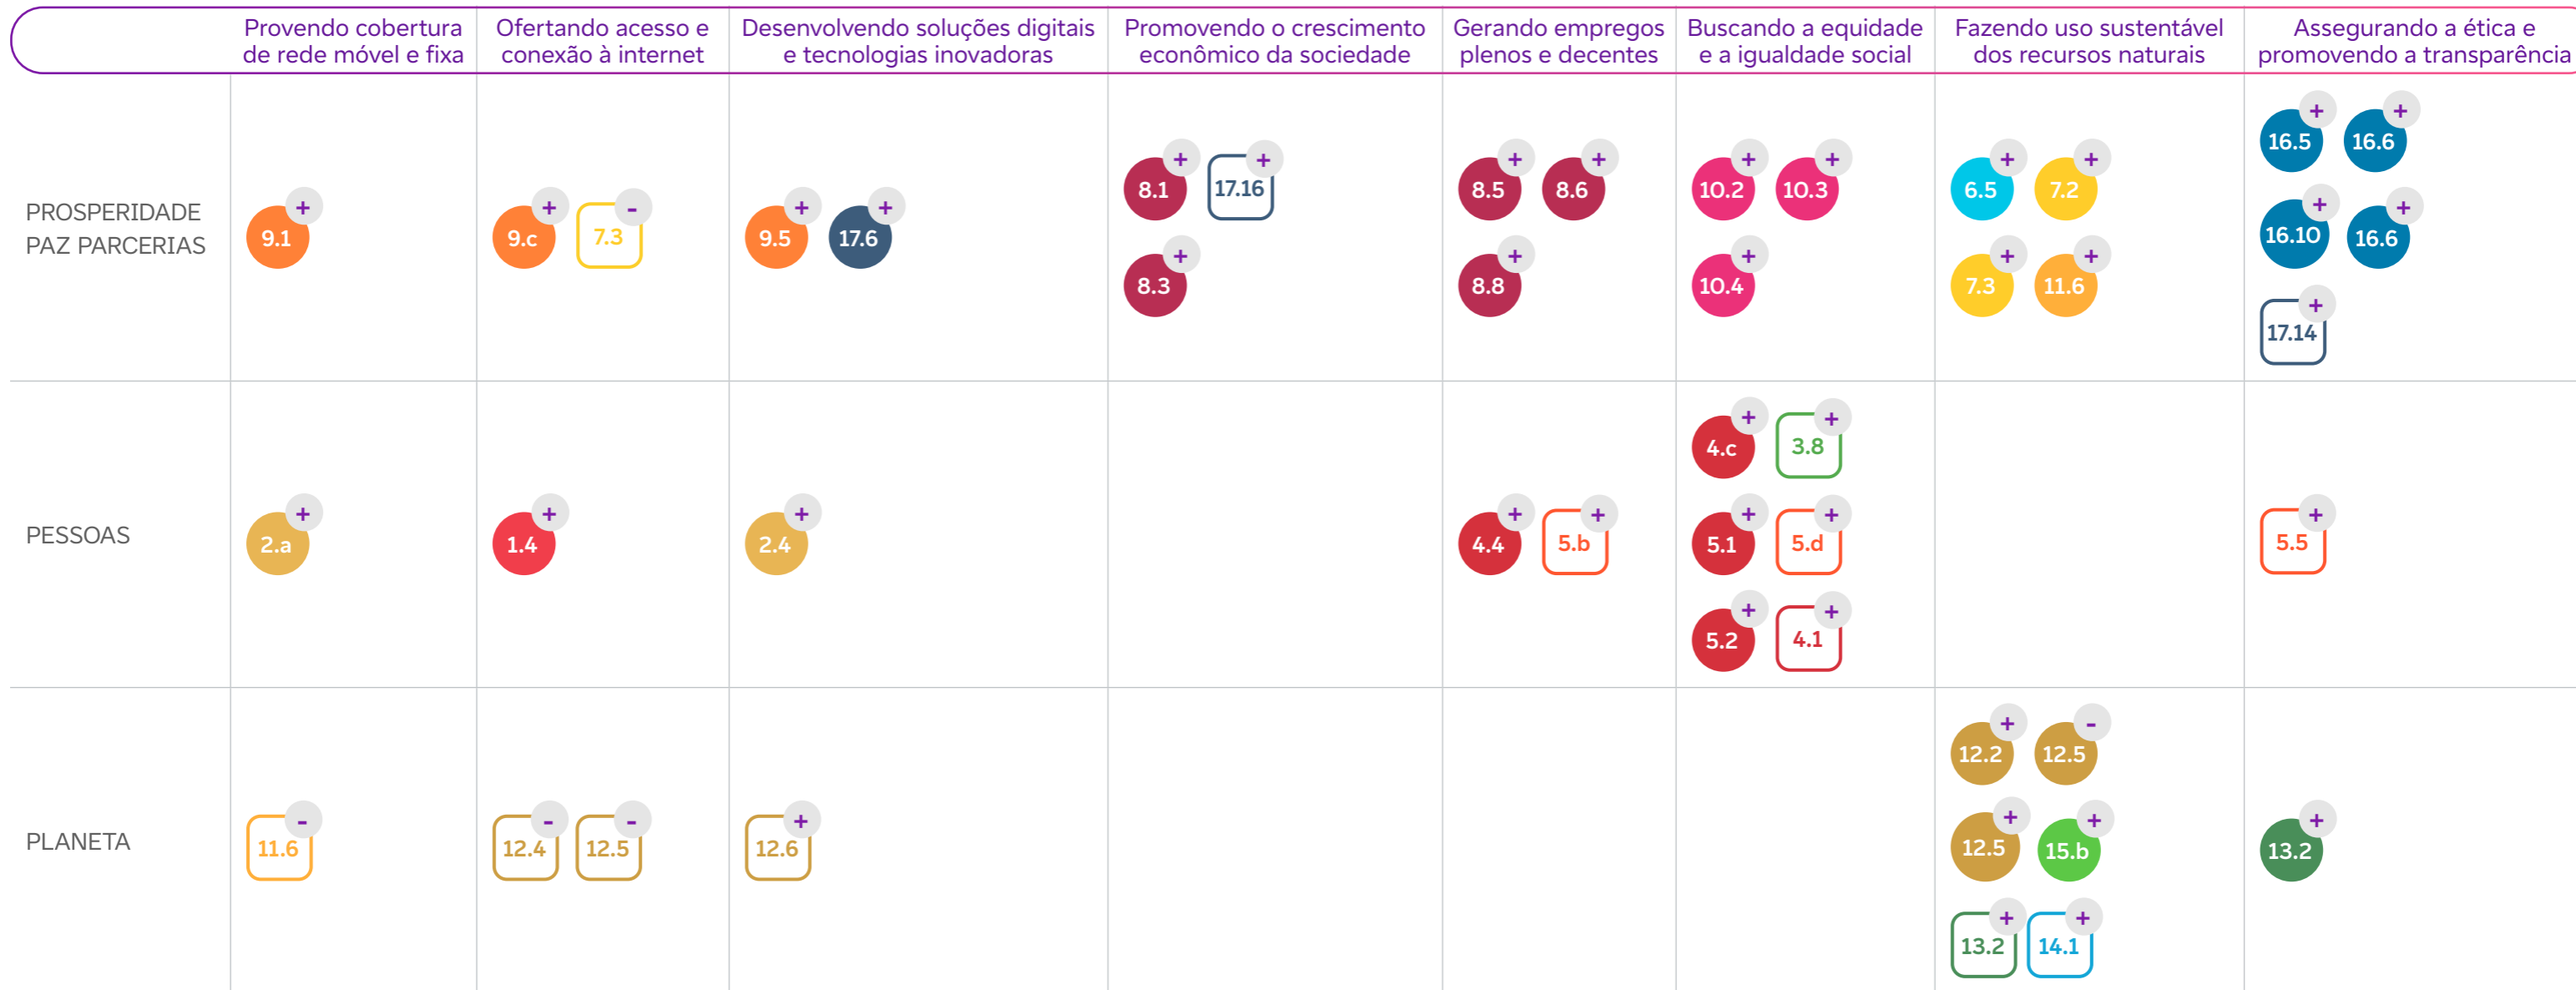 Provendo cobertura
de rede móvel e fixa
Ofertando acesso e
conexão à internet
Desenvolvendo soluções digitais
e tecnologias inovadoras
Promovendo o crescimento
econômico da sociedade
Gerando empregos
plenos e decentes
Buscando a equidade
e a igualdade social
Fazendo uso sustentável
dos recursos naturais
Assegurando a ética e
promovendo a transparência
PROSPERIDADE
PAZ PARCERIAS
9.1 +
9.c + 7.3 -
9.5 + 17.6 +
8.1 + 17.16 +
8.3 +
8.5 + 8.6 +
8.8 +
10.2 + 10.3 +
10.4 +
6.5 + 7.2 +
7.3 + 11.6 +
16.5 + 16.6 +
16.10 + 16.6 +
17.14 +
PESSOAS
2.a +
1.4 +
2.4 +
4.4 + 5.b +
4.c + 3.8 +
5.1 + 5.d +
5.2 + 4.1 +
5.5 +
PLANETA
11.6 -
12.4 - 12.5 -
12.6 +
12.2 + 12.5 -
12.5 + 15.b +
13.2 + 14.1 +
13.2 +